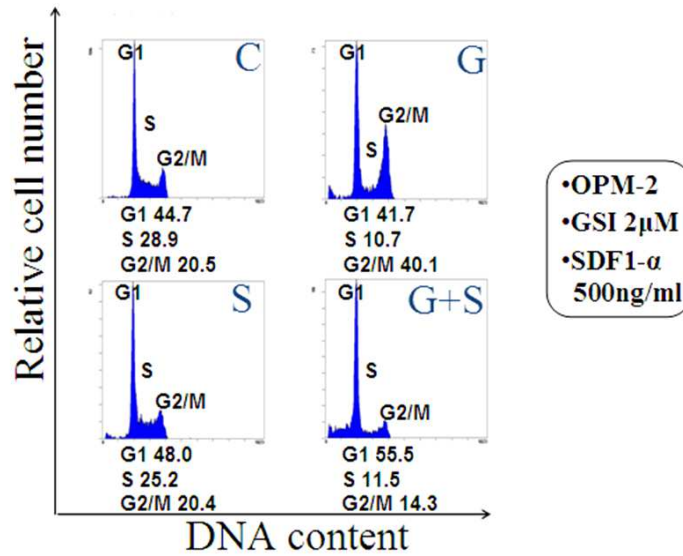 Relative cell number
G1
C
S
G2/M
G1 44.7
S 28.9
G2/M 20.5
G1
G
G2/M
S
G1 41.7
S 10.7
G2/M 40.1
G1
S
S
G2/M
G1 48.0
S 25.2
G2/M 20.4
G1
G+S
S
G2/M
G1 55.5
S 11.5
G2/M 14.3
DNA content
•OPM-2
•GSI 2μM
•SDF1-α
500ng/ml